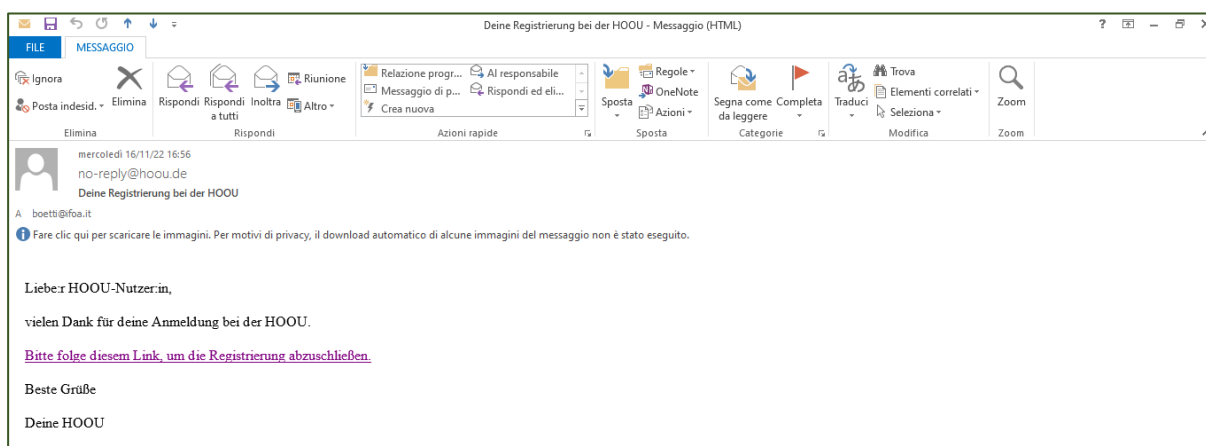 Deine Registrierung bei der HOOU - Messaggio (HTML)
FILE MESSAGGIO
Ignora
Posta indesid.
Elimina
Rispondi
Rispondi a tutti
Inoltra
Riunione
Altro
Relazione progr...
Messaggio di p...
Crea nuova
Al responsabile
Rispondi ed eli...
Sposta
Regole
OneNote
Azioni
Segna come da leggere
Completa
Traduci
Trova
Elementi correlati
Seleziona
Zoom
Elimina Rispondi Azioni rapide Sposta Categorie Modifica Zoom
mercoledì 16/11/22 16:56
no-reply@hoou.de
Deine Registrierung bei der HOOU
A boetti@ifoa.it
Fare clic qui per scaricare le immagini. Per motivi di privacy, il download automatico di alcune immagini del messaggio non è stato eseguito.
Liebe:r HOOU-Nutzer:in,
vielen Dank für deine Anmeldung bei der HOOU.
Bitte folge diesem Link, um die Registrierung abzuschließen.
Beste Grüße
Deine HOOU